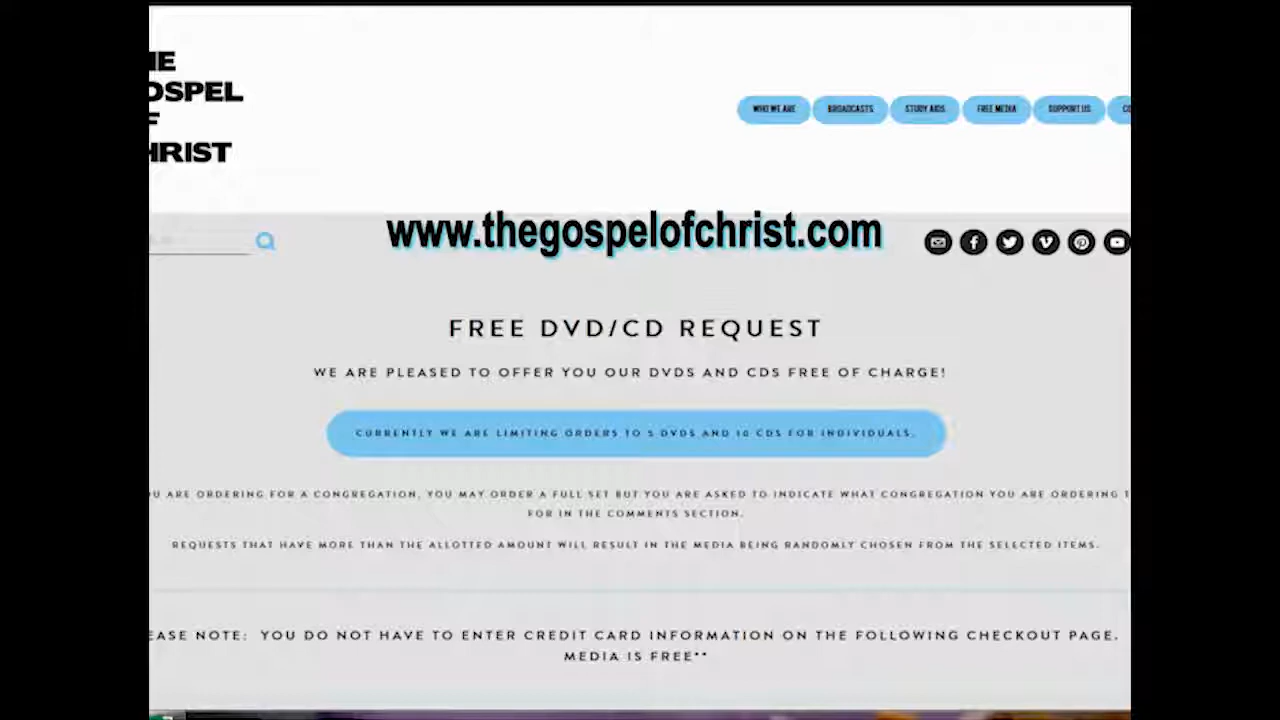 HE
OSPEL
F
HRIST
WHO WE ARE
BROADCASTS
STUDY AIDS
FREE MEDIA
SUPPORT US
CO
www.thegospelofchrist.com
FREE DVD/CD REQUEST
WE ARE PLEASED TO OFFER YOU OUR DVDS AND CDS FREE OF CHARGE!
CURRENTLY WE ARE LIMITING ORDERS TO 5 DVDS AND 10 CDS FOR INDIVIDUALS.
OU ARE ORDERING FOR A CONGREGATION, YOU MAY ORDER A FULL SET BUT YOU ARE ASKED TO INDICATE WHAT CONGREGATION YOU ARE ORDERING T
FOR IN THE COMMENTS SECTION.
REQUESTS THAT HAVE MORE THAN THE ALLOTTED AMOUNT WILL RESULT IN THE MEDIA BEING RANDOMLY CHOSEN FROM THE SELECTED ITEMS.
EASE NOTE: YOU DO NOT HAVE TO ENTER CREDIT CARD INFORMATION ON THE FOLLOWING CHECKOUT PAGE.
MEDIA IS FREE**